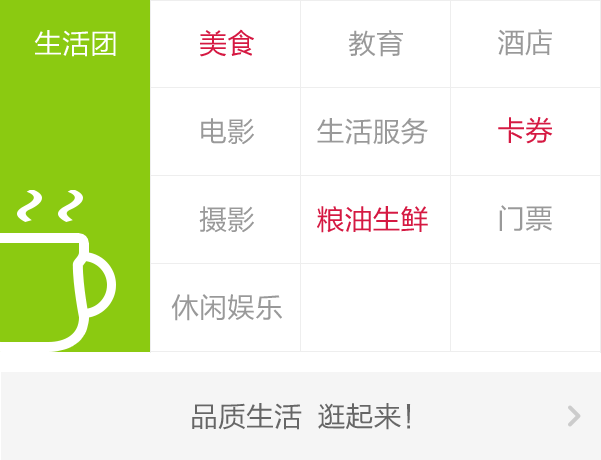 生活团 美食 教育 酒店
电影 生活服务 卡券
摄影 粮油生鲜 门票
休闲娱乐
品质生活 逛起来!